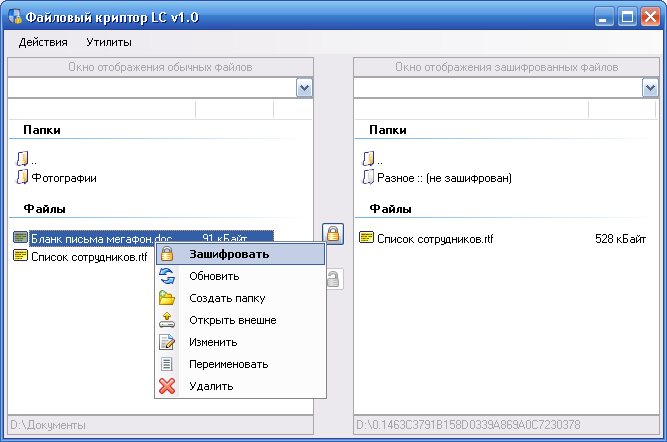 Файловый криптор LC v1.0
Действия Утилиты
Окно отображения обычных файлов
Папки
..
Фотографии
Файлы
Бланк письма мегафон.doc 91 кБайт
Список сотрудников.rtf
Зашифровать
Обновить
Создать папку
Открыть внешне
Изменить
Переименовать
Удалить
D:\Документы
Окно отображения зашифрованных файлов
Папки
..
Разное :: (не зашифрован)
Файлы
Список сотрудников.rtf 528 кБайт
D:\0.1463C3791B158D0339A869A0C7230378